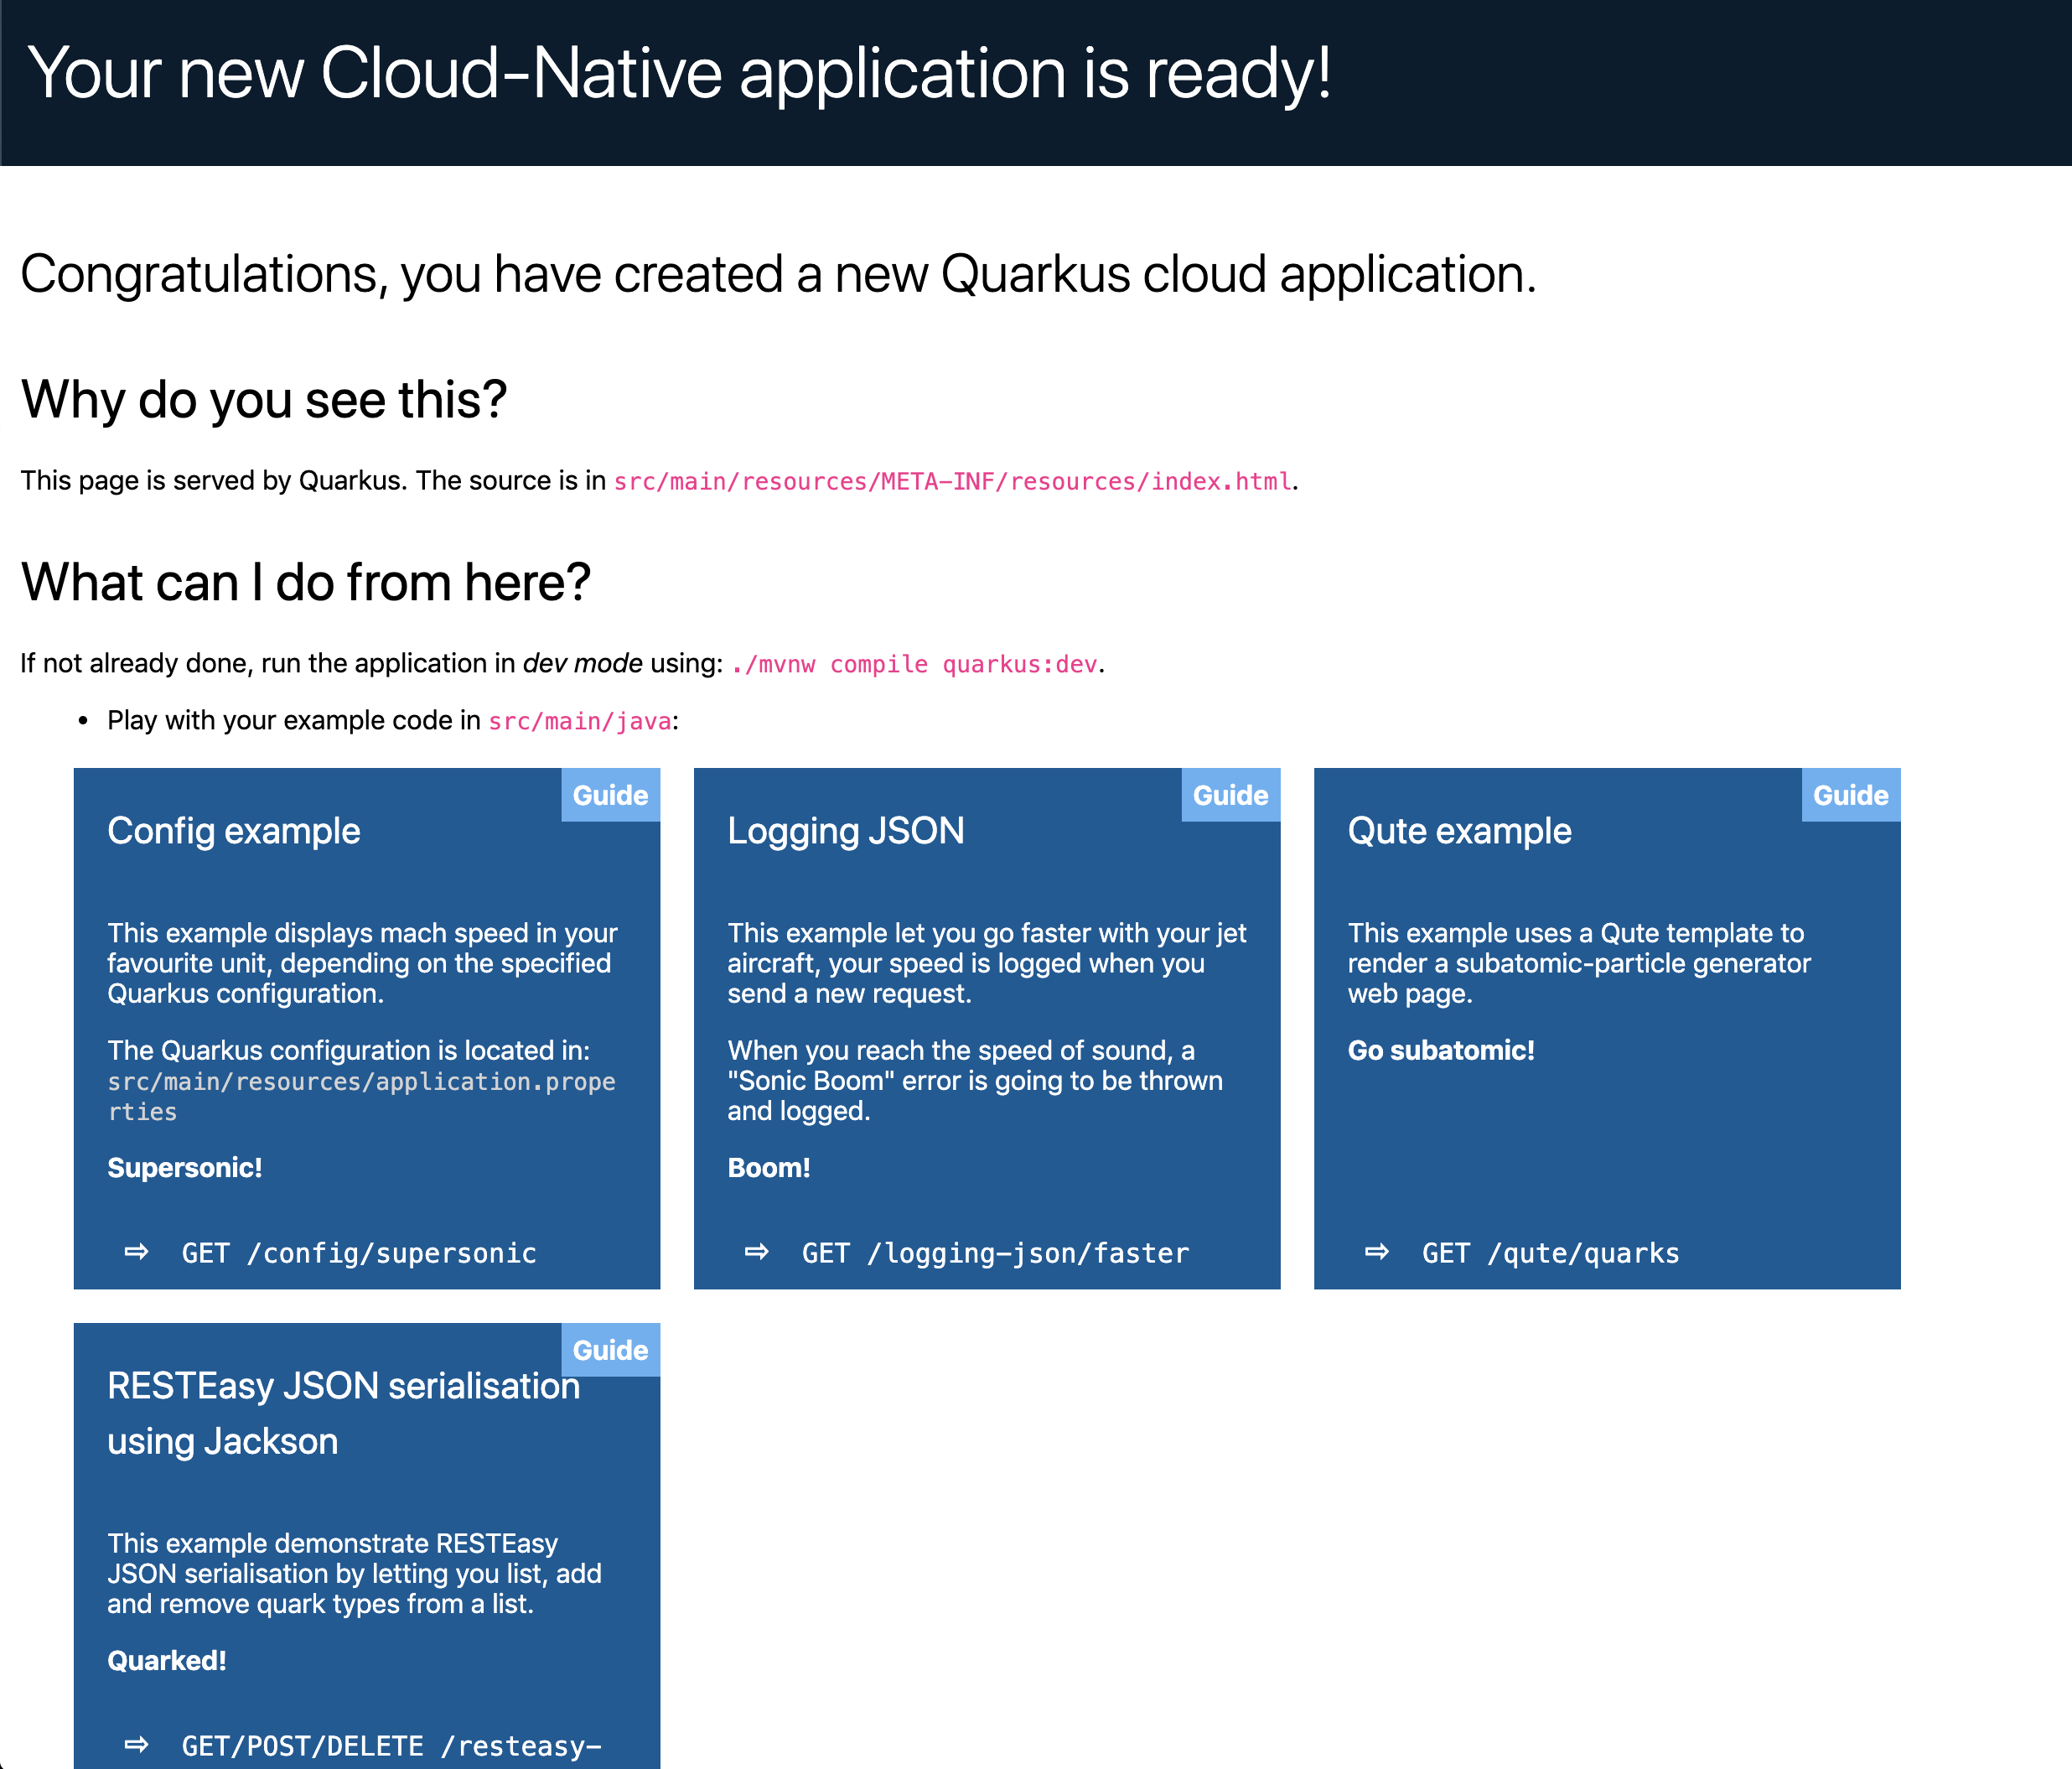 Your new Cloud-Native application is ready!
Congratulations, you have created a new Quarkus cloud application.
Why do you see this?
This page is served by Quarkus. The source is in src/main/resources/META-INF/resources/index.html.
What can I do from here?
If not already done, run the application in dev mode using: ./mvnw compile quarkus:dev.
• Play with your example code in src/main/java:
Guide
Config example
This example displays mach speed in your
favourite unit, depending on the specified
Quarkus configuration.
The Quarkus configuration is located in:
src/main/resources/application.prope
rties
Supersonic!
⇨ GET /config/supersonic
Guide
Logging JSON
This example let you go faster with your jet
aircraft, your speed is logged when you
send a new request.
When you reach the speed of sound, a
"Sonic Boom" error is going to be thrown
and logged.
Boom!
⇨ GET /logging-json/faster
Guide
Qute example
This example uses a Qute template to
render a subatomic-particle generator
web page.
Go subatomic!
⇨ GET /qute/quarks
Guide
RESTEasy JSON serialisation
using Jackson
This example demonstrate RESTEasy
JSON serialisation by letting you list, add
and remove quark types from a list.
Quarked!
⇨ GET/POST/DELETE /resteasy-